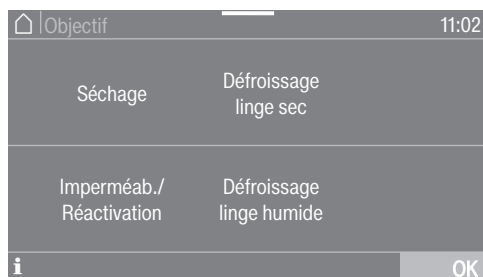 Objectif
11:02
Séchage
Défroissage
linge sec
Imperméab./
Réactivation
Défroissage
linge humide
i
OK